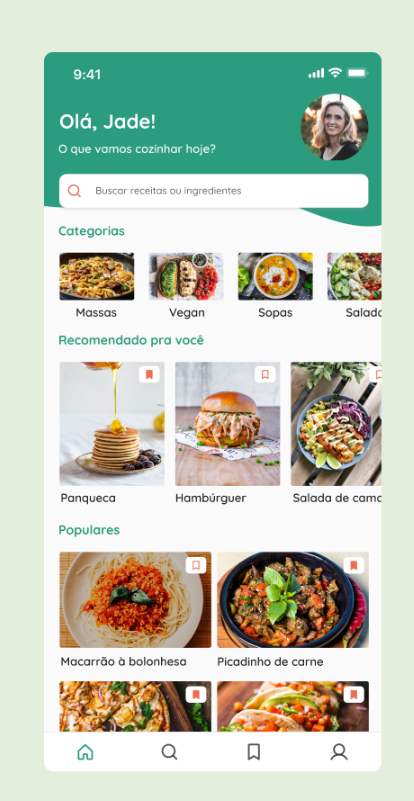 9:41
Olá, Jade!
O que vamos cozinhar hoje?
Buscar receitas ou ingredientes
Categorias
Massas
Vegan
Sopas
Salada
Recomendado pra você
Panqueca
Hambúrguer
Salada de cama
Populares
Macarrão à bolonhesa
Picadinho de carne